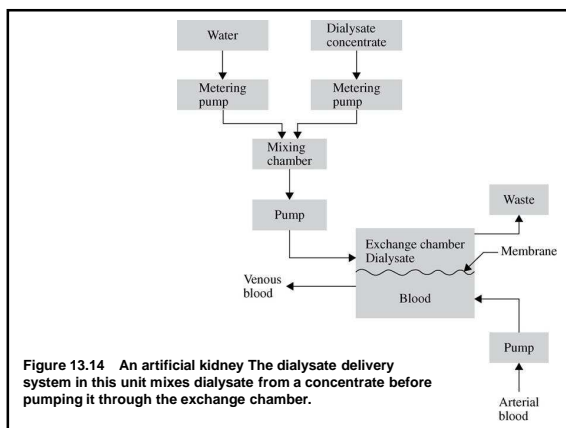 Water
Dialysate
concentrate
Metering
pump
Metering
pump
Mixing
chamber
Pump
Waste
Exchange chamber
Dialysate
Membrane
Venous
blood
Blood
Pump
Arterial
blood
Figure 13.14 An artificial kidney The dialysate delivery
system in this unit mixes dialysate from a concentrate before
pumping it through the exchange chamber.